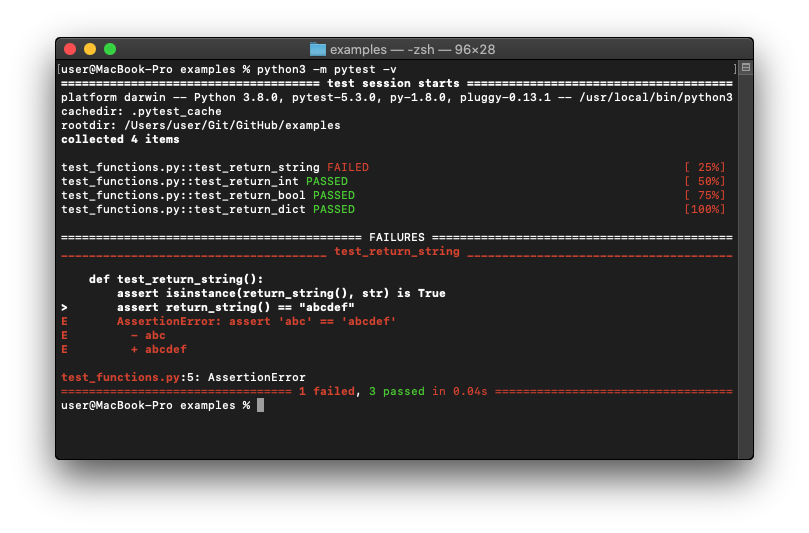 examples — -zsh — 96×28
[user@MacBook-Pro examples % python3 -m pytest -v ]
===================================== test session starts ======================================
platform darwin -- Python 3.8.0, pytest-5.3.0, py-1.8.0, pluggy-0.13.1 -- /usr/local/bin/python3
cachedir: .pytest_cache
rootdir: /Users/user/Git/GitHub/examples
collected 4 items
test_functions.py::test_return_string FAILED [ 25%]
test_functions.py::test_return_int PASSED [ 50%]
test_functions.py::test_return_bool PASSED [ 75%]
test_functions.py::test_return_dict PASSED [100%]
=============================================== FAILURES ===========================================
______________________________________ test_return_string ______________________________________
def test_return_string():
assert isinstance(return_string(), str) is True
> assert return_string() == "abcdef"
E AssertionError: assert 'abc' == 'abcdef'
E - abc
E + abcdef
test_functions.py:5: AssertionError
================================= 1 failed, 3 passed in 0.04s ==================================
user@MacBook-Pro examples %